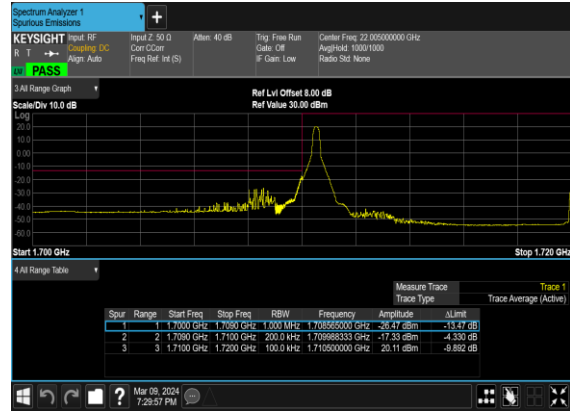 Spectrum Analyzer 1
Spurious Emissions
+
KEYSIGHT Input: RF Input Z: 50 Ω Atten: 40 dB Trig: Free Run Center Freq: 22.005000000 GHz
R T Coupling: DC Corr CCorr Gate: Off Avg|Hold: 1000/1000
Align: Auto Freq Ref: Int (S) IF Gain: Low Radio Std: None
PASS
3 All Range Graph
Ref Lvl Offset 8.00 dB
Scale/Div 10.0 dB Ref Value 30.00 dBm
Log
20.0
10.0
0.00
-10.0
-20.0
-30.0
-40.0
-50.0
-60.0
Start 1.700 GHz Stop 1.720 GHz
4 All Range Table
Measure Trace Trace 1
Trace Type Trace Average (Active)
Spur Range Start Freq Stop Freq RBW Frequency Amplitude ΔLimit
1 1 1.7000 GHz 1.7090 GHz 1.000 MHz 1.708565000 GHz -26.47 dBm -13.47 dB
2 2 1.7090 GHz 1.7100 GHz 200.0 kHz 1.709988333 GHz -17.33 dBm -4.330 dB
3 3 1.7100 GHz 1.7200 GHz 100.0 kHz 1.710500000 GHz 20.11 dBm -9.892 dB
? Mar 09, 2024
7:29:57 PM